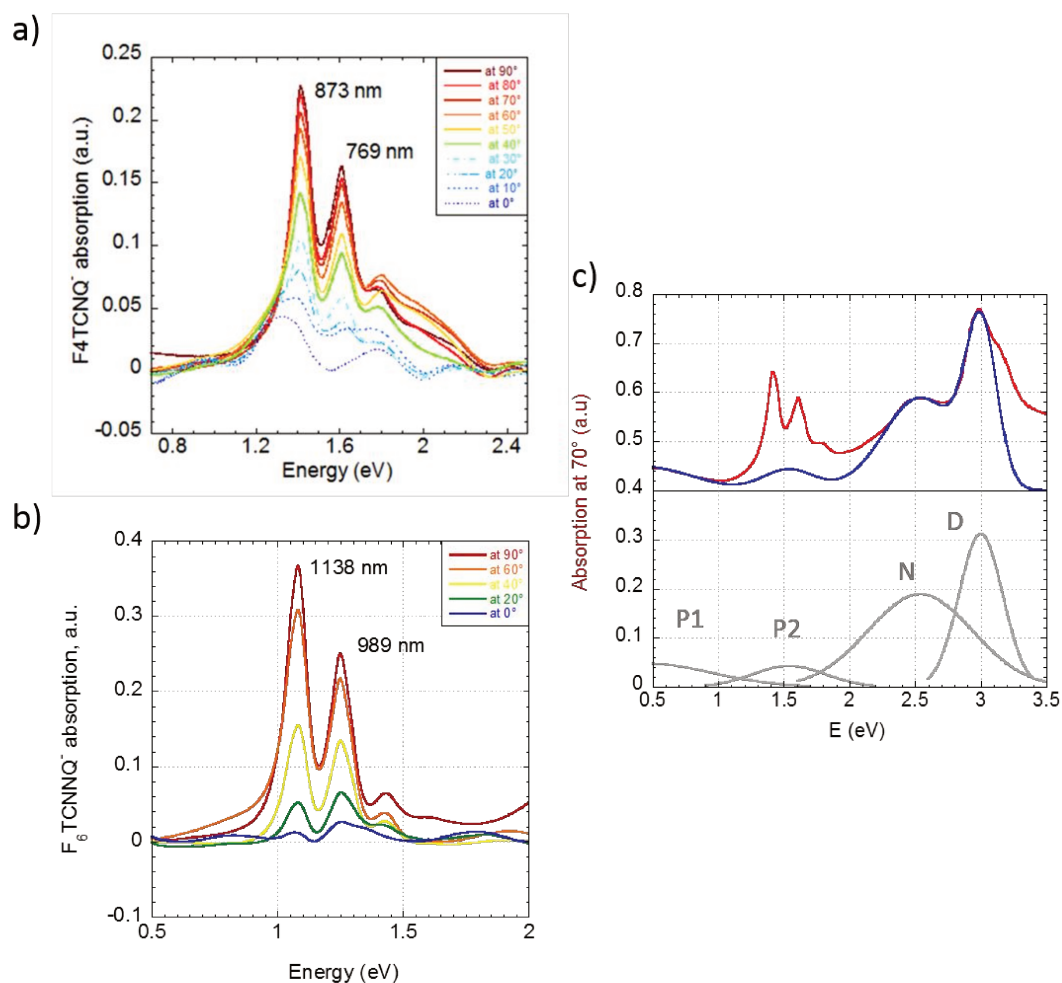 a)
0.25
0.2
0.15
0.1
0.05
0
-0.05
F4TCNQ⁻ absorption (a.u.)
873 nm
769 nm
at 90°
at 80°
at 70°
at 60°
at 50°
at 40°
at 30°
at 20°
at 10°
at 0°
0.8 1.2 1.6 2 2.4
Energy (eV)
b)
0.4
0.3
0.2
0.1
0
-0.1
F₆TCNNQ⁻ absorption, a.u.
1138 nm
989 nm
at 90°
at 60°
at 40°
at 20°
at 0°
0.5 1 1.5 2
Energy (eV)
c)
0.8
0.7
0.6
0.5
0.4
0.3
0.2
0.1
0
Absorption at 70° (a.u)
P1
P2
N
D
0.5 1 1.5 2 2.5 3 3.5
E (eV)